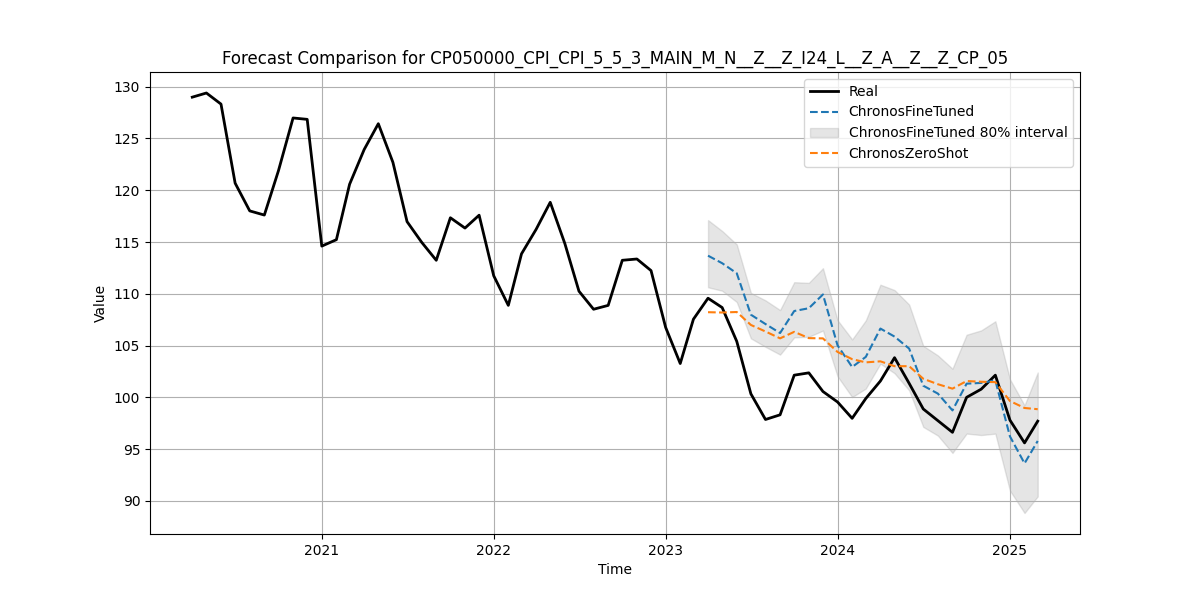 Forecast Comparison for CP050000_CPI_CPI_5_5_3_MAIN_M_N__Z__Z_I24_L__Z_A__Z__Z_CP_05
Real
ChronosFineTuned
ChronosFineTuned 80% interval
ChronosZeroShot
130
125
120
115
110
105
100
95
90
Value
2021
2022
2023
2024
2025
Time